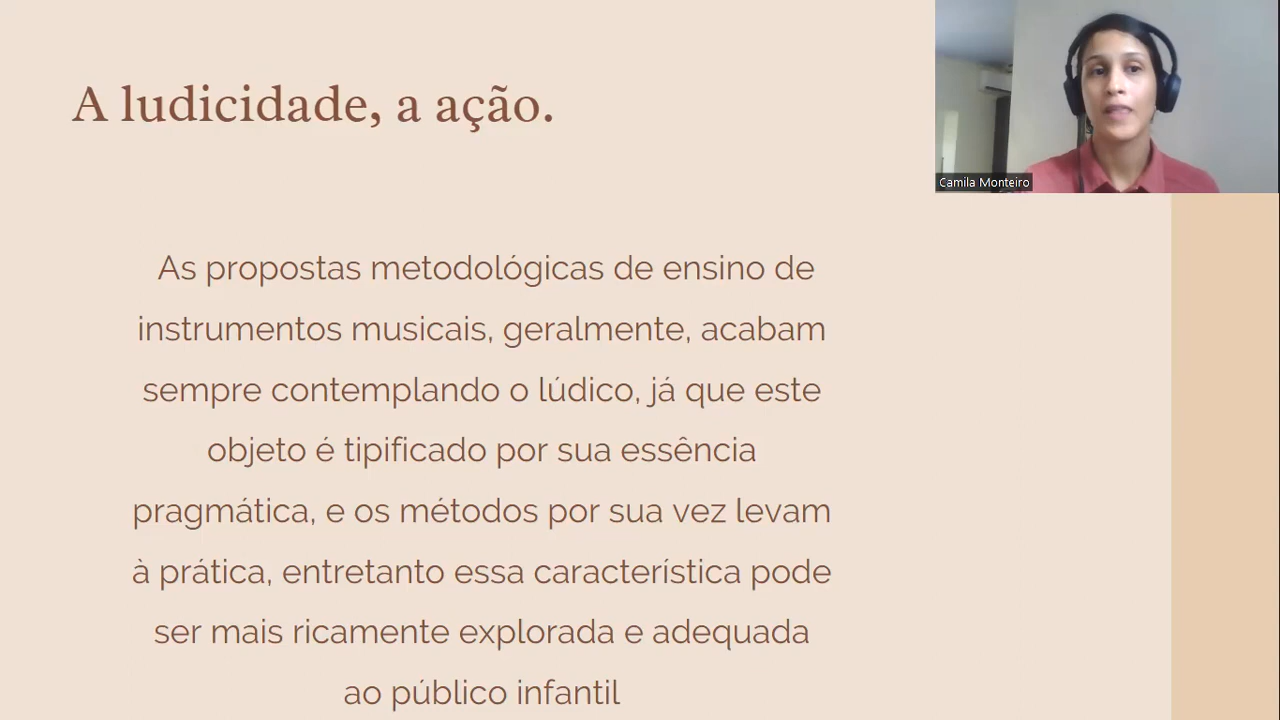 A ludicidade, a ação.
Camila Monteiro
As propostas metodológicas de ensino de
instrumentos musicais, geralmente, acabam
sempre contemplando o lúdico, já que este
objeto é tipificado por sua essência
pragmática, e os métodos por sua vez levam
à prática, entretanto essa característica pode
ser mais ricamente explorada e adequada
ao público infantil